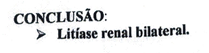 CONCLUSÃO:
➢ Litíase renal bilateral.